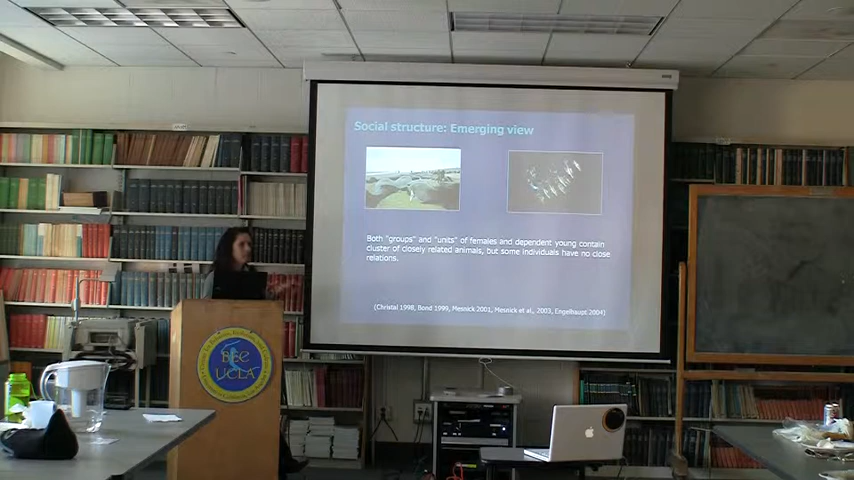 Social structure: Emerging view
Both "groups" and "units" of females and dependent young contain
cluster of closely related animals, but some individuals have no close
relations.
(Christal 1998, Bond 1999, Mesnick 2001, Mesnick et al., 2003, Engelhaupt 2004)
BEC
UCLA